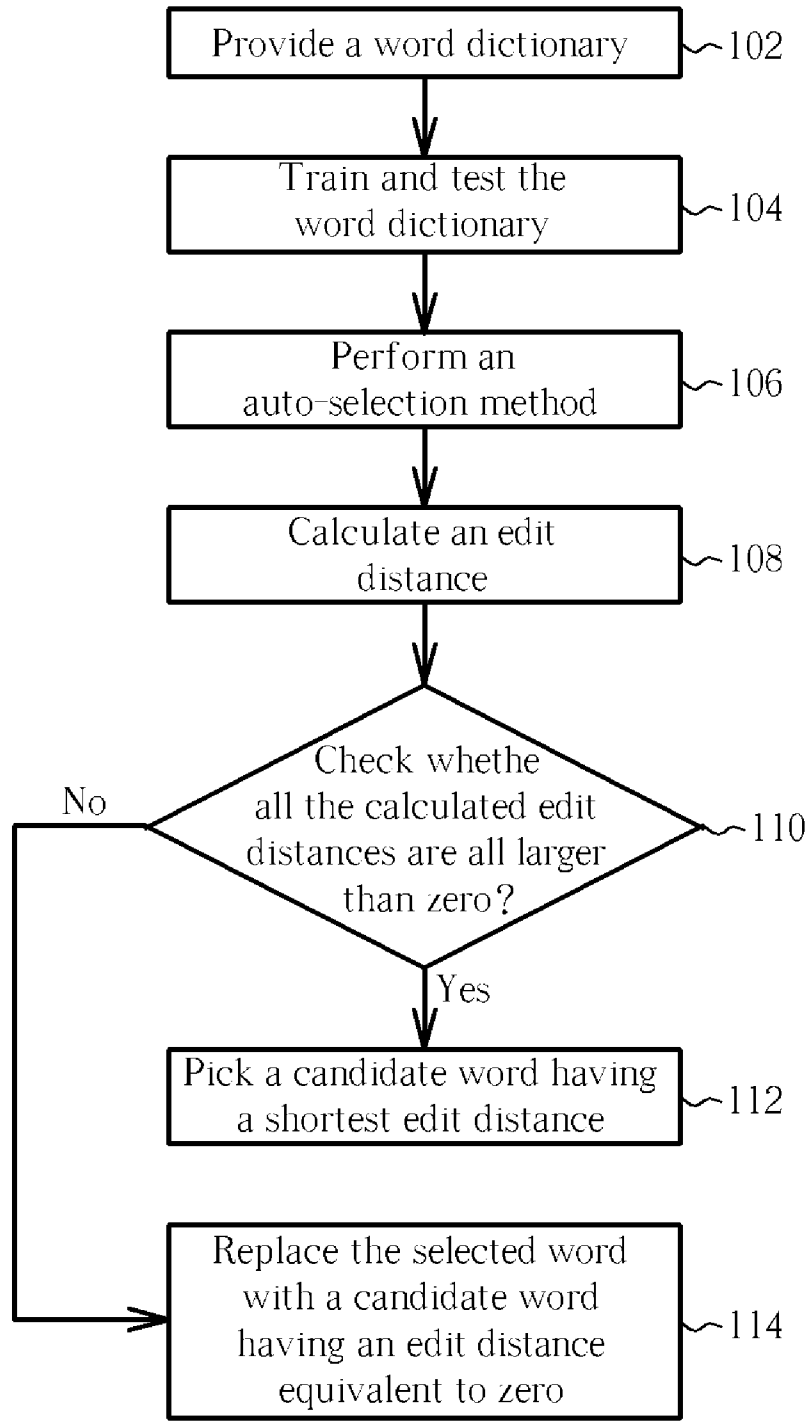 Provide a word dictionary
102
Train and test the
word dictionary
104
Perform an
auto-selection method
106
Calculate an edit
distance
108
Check whethe
all the calculated edit
distances are all larger
than zero?
110
No
Yes
Pick a candidate word having
a shortest edit distance
112
Replace the selected word
with a candidate word
having an edit distance
equivalent to zero
114